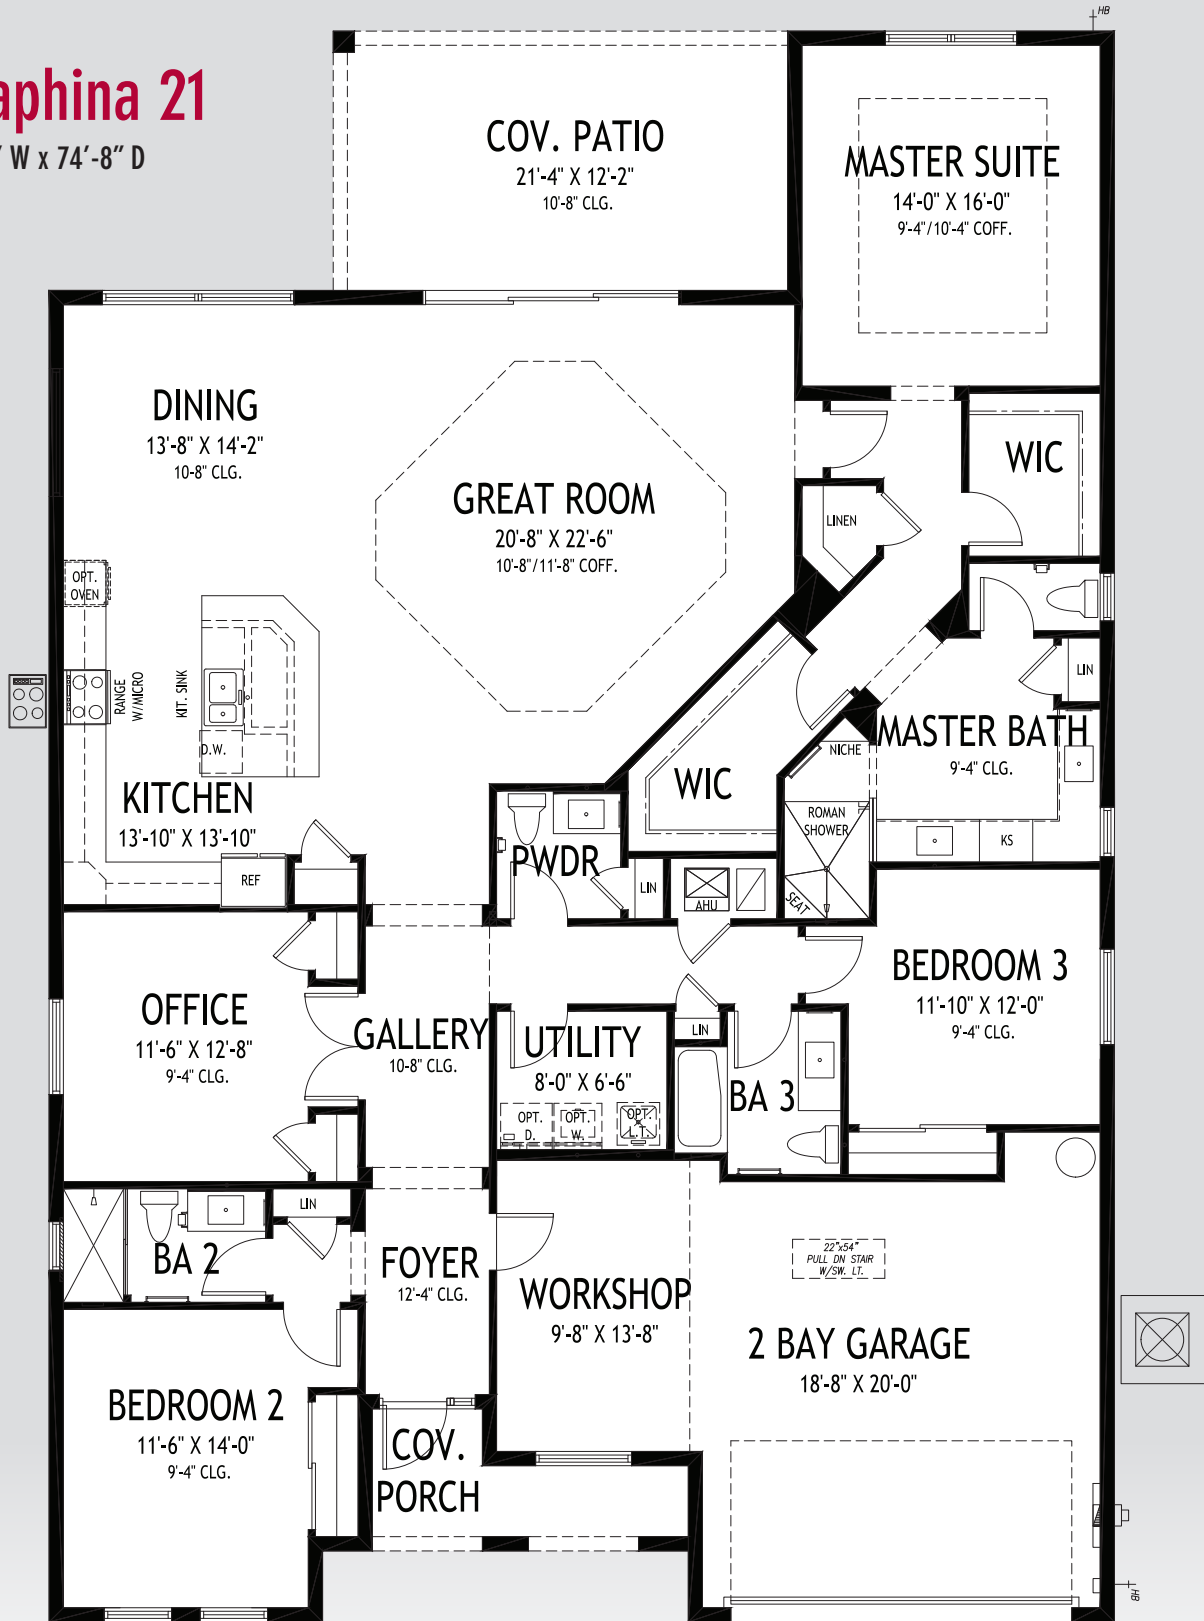 aphina 21
W x 74'-8" D
HB
COV. PATIO
21'-4" X 12'-2"
10'-8" CLG.
MASTER SUITE
14'-0" X 16'-0"
9'-4"/10'-4" COFF.
DINING
13'-8" X 14'-2"
10-8" CLG.
GREAT ROOM
20'-8" X 22'-6"
10'-8"/11'-8" COFF.
WIC
LINEN
OPT.
OVEN
RANGE
W/MICRO
KIT. SINK
D.W.
LIN
MASTER BATH
9'-4" CLG.
NICHE
WIC
KITCHEN
13'-10" X 13'-10"
ROMAN
SHOWER
KS
SEAT
REF
PWDR
LIN
AHU
BEDROOM 3
11'-10" X 12'-0"
9'-4" CLG.
OFFICE
11'-6" X 12'-8"
9'-4" CLG.
GALLERY
10-8" CLG.
UTILITY
8'-0" X 6'-6"
LIN
OPT.
D.
OPT.
W.
OPT.
L.T.
BA 3
LIN
BA 2
FOYER
12'-4" CLG.
WORKSHOP
9'-8" X 13'-8"
22"x54"
PULL DN STAIR
W/SW. LT.
2 BAY GARAGE
18'-8" X 20'-0"
BEDROOM 2
11'-6" X 14'-0"
9'-4" CLG.
COV.
PORCH
HB